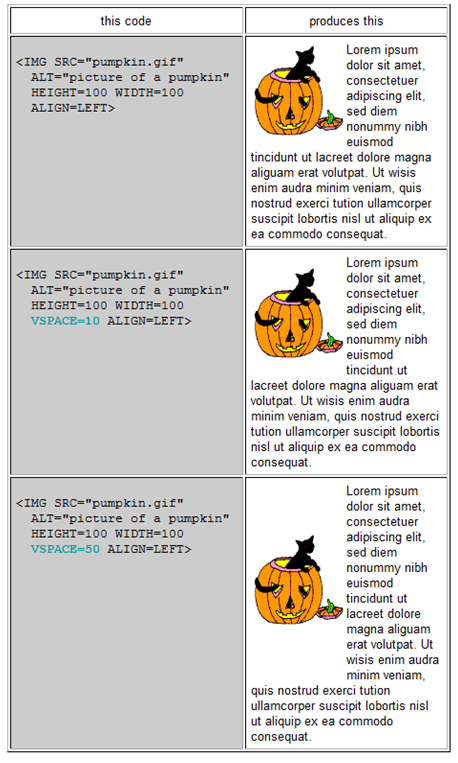 this code
produces this
<IMG SRC="pumpkin.gif"
ALT="picture of a pumpkin"
HEIGHT=100 WIDTH=100
ALIGN=LEFT>
Lorem ipsum
dolor sit amet,
consectetuer
adipiscing elit,
sed diem
nonummy nibh
euismod
tincidunt ut lacreet dolore magna
aliguam erat volutpat. Ut wisis
enim audra minim veniam, quis
nostrud exerci tution ullamcorper
suscipit lobortis nisl ut aliquip ex
ea commodo consequat.
<IMG SRC="pumpkin.gif"
ALT="picture of a pumpkin"
HEIGHT=100 WIDTH=100
VSPACE=10 ALIGN=LEFT>
Lorem ipsum
dolor sit amet,
consectetuer
adipiscing elit,
sed diem
nonummy nibh
euismod
tincidunt ut
lacreet dolore magna aliguam erat
volutpat. Ut wisis enim audra
minim veniam, quis nostrud exerci
tution ullamcorper suscipit lobortis
nisl ut aliquip ex ea commodo
consequat.
<IMG SRC="pumpkin.gif"
ALT="picture of a pumpkin"
HEIGHT=100 WIDTH=100
VSPACE=50 ALIGN=LEFT>
Lorem ipsum
dolor sit amet,
consectetuer
adipiscing elit,
sed diem
nonummy nibh
euismod
tincidunt ut
lacreet dolore
magna aliguam
erat volutpat. Ut
wisis enim audra
minim veniam,
quis nostrud exerci tution
ullamcorper suscipit lobortis nisl
ut aliquip ex ea commodo
consequat.